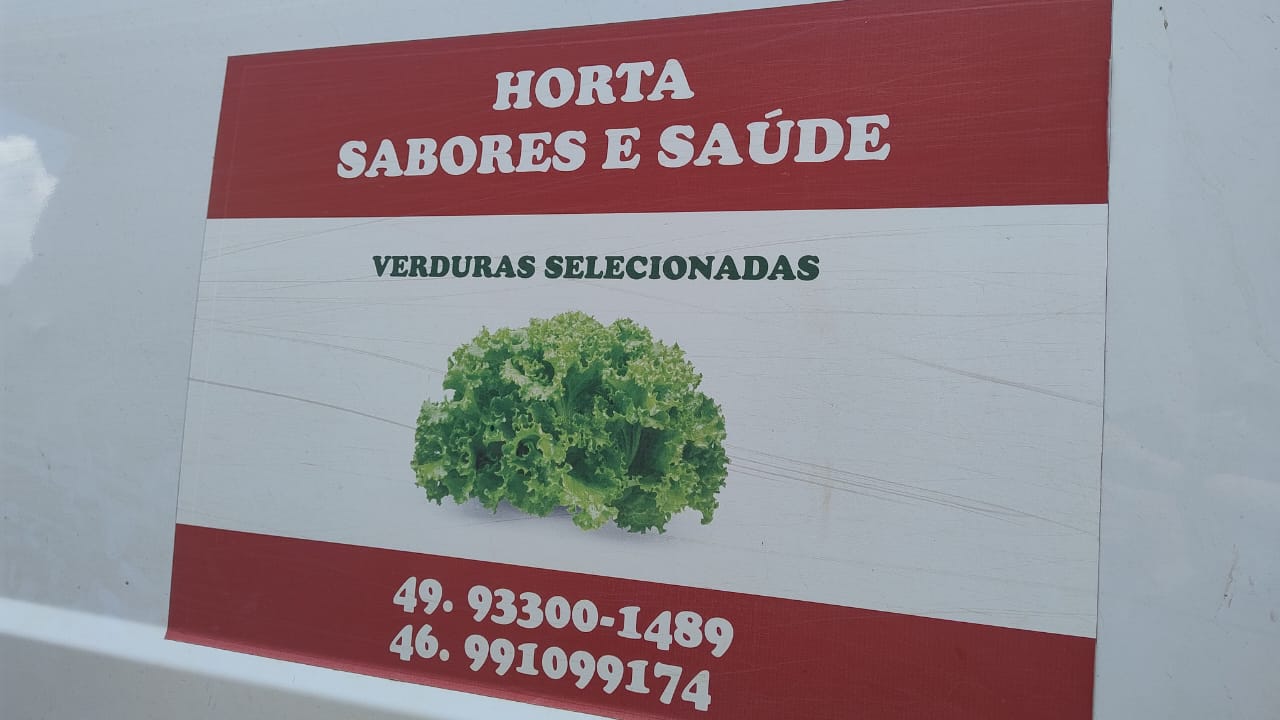 HORTA
SABORES E SAÚDE
VERDURAS SELECIONADAS
49. 93300-1489
46. 991099174